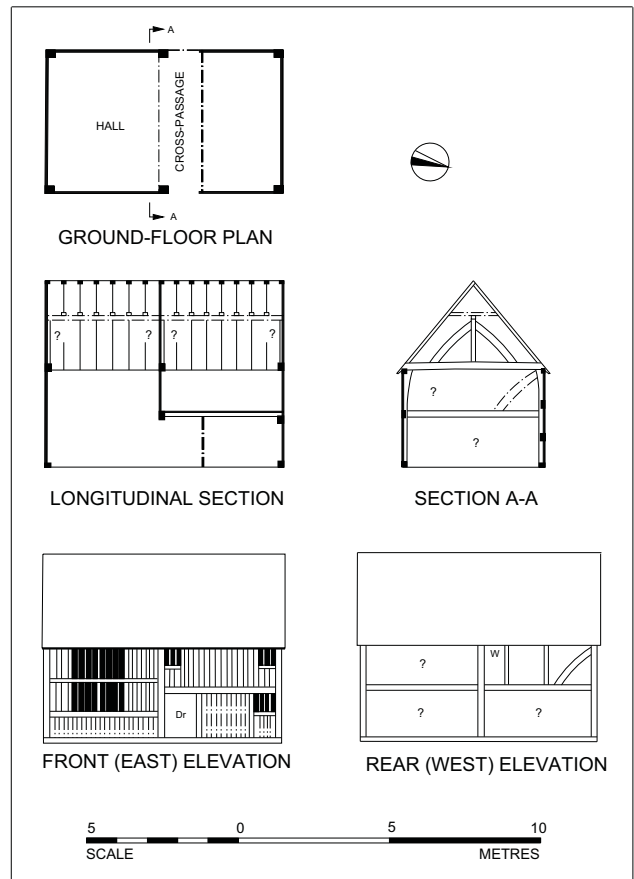 A
HALL
CROSS-PASSAGE
A
GROUND-FLOOR PLAN
? ? ? ?
LONGITUDINAL SECTION
?
?
SECTION A-A
Dr
FRONT (EAST) ELEVATION
? W
? ?
REAR (WEST) ELEVATION
5 0 5 10
SCALE METRES